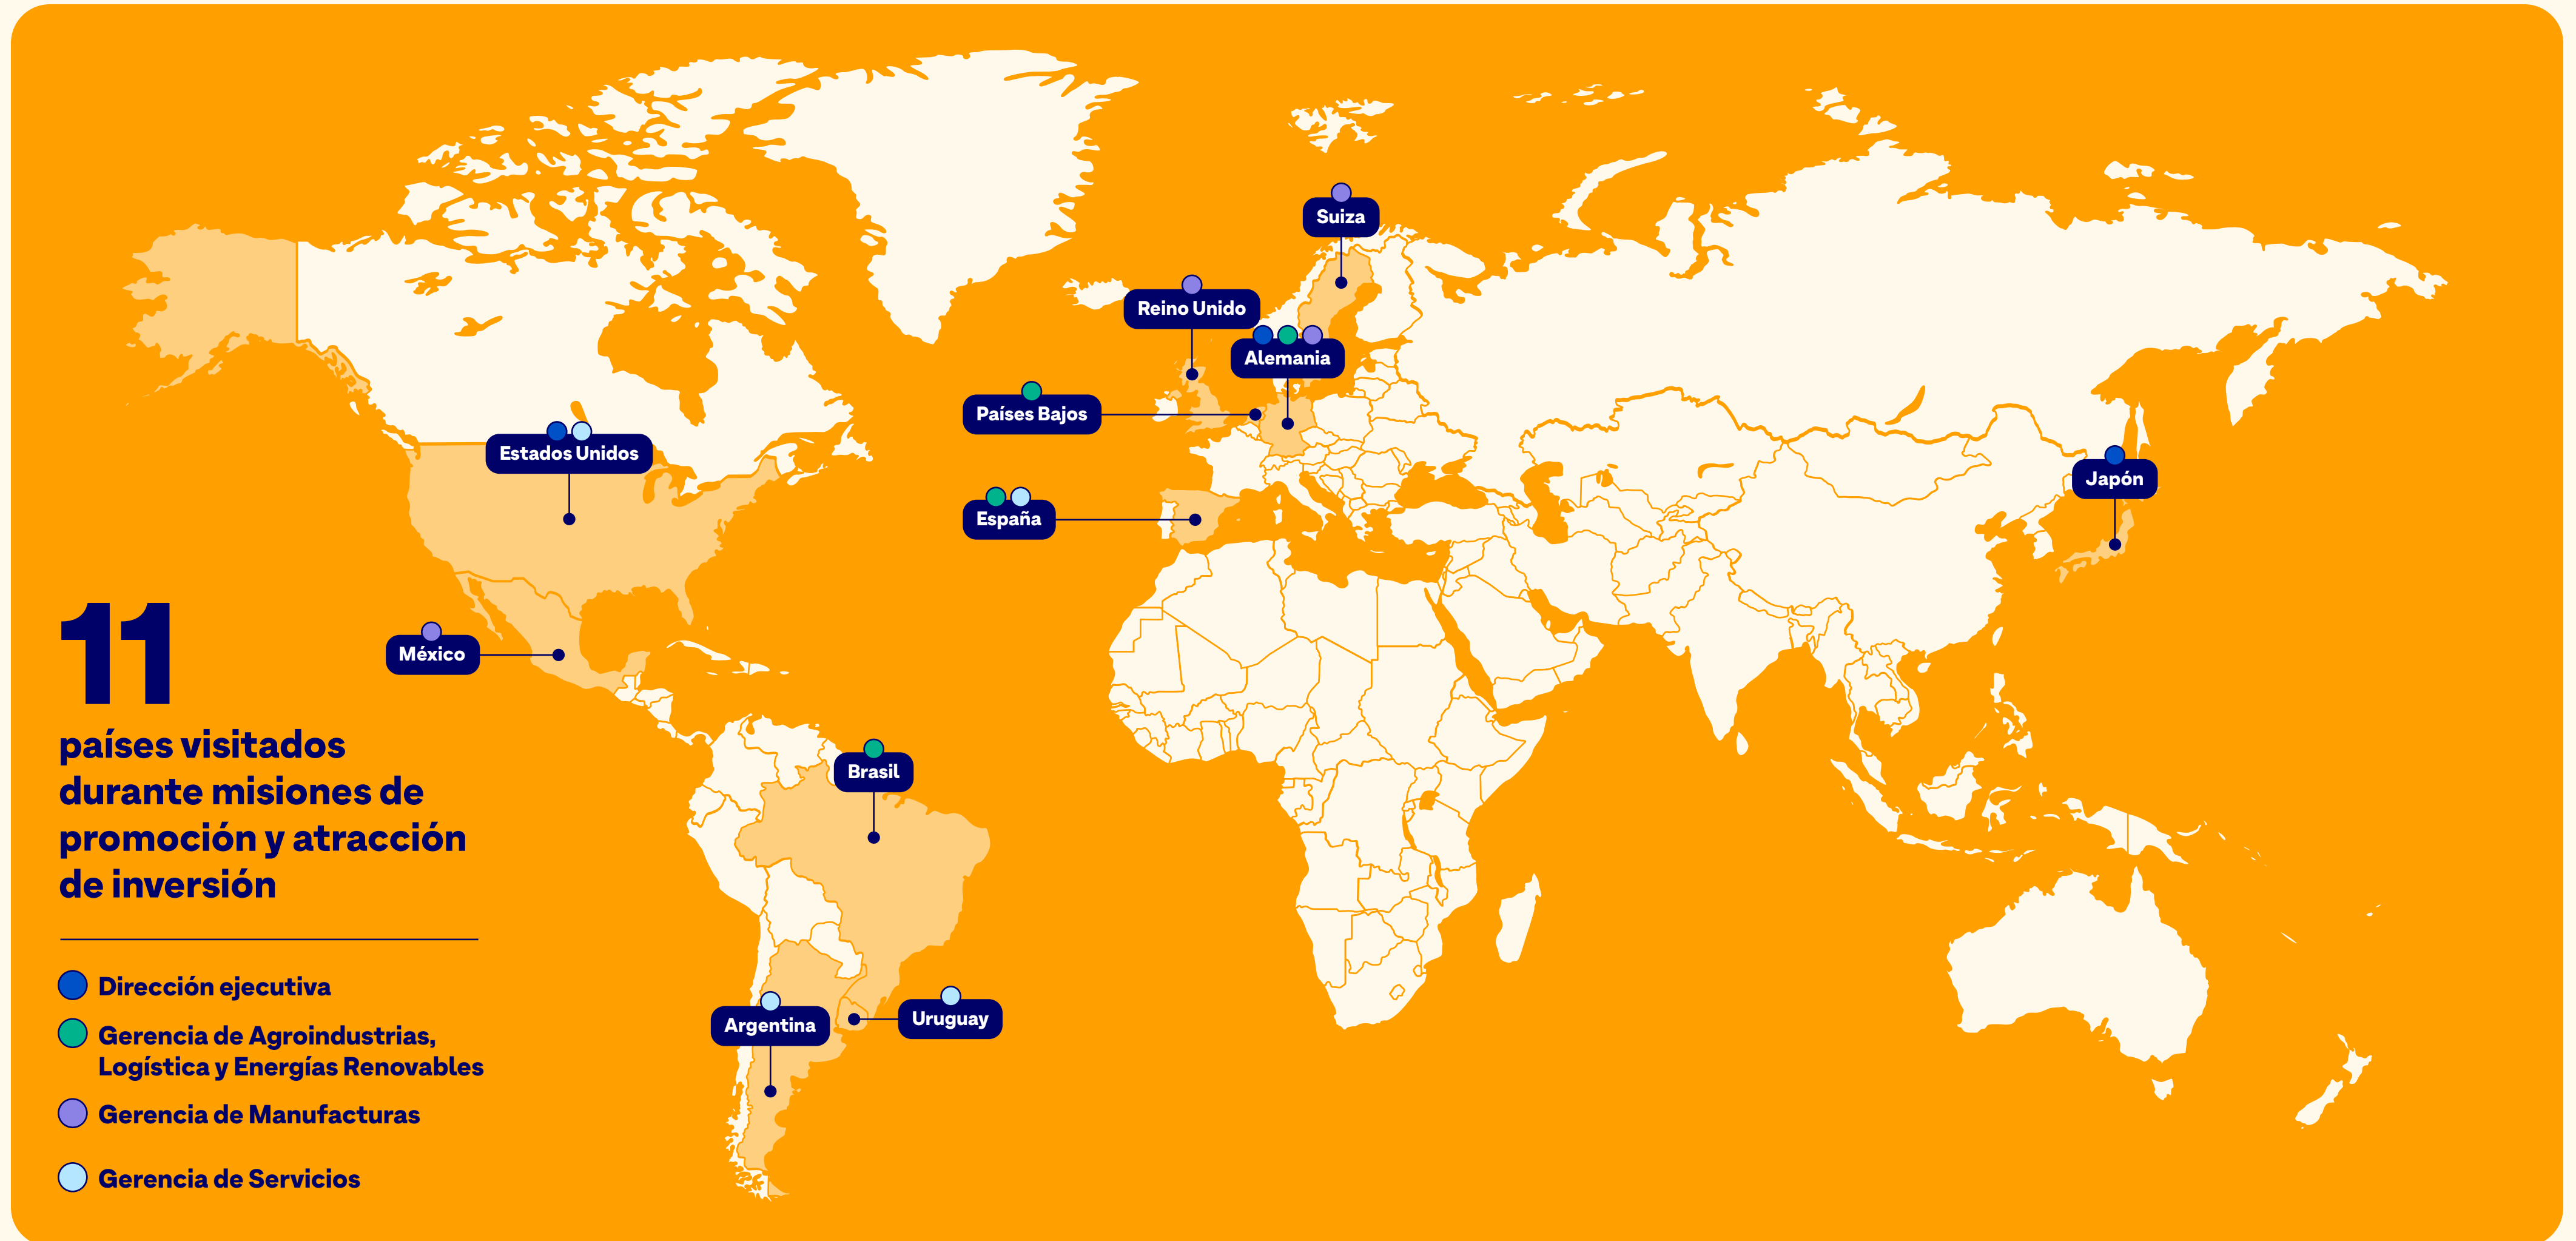 Suiza
Reino Unido
Alemania
Países Bajos
Estados Unidos
Japón
España
11
países visitados
durante misiones de
promoción y atracción
de inversión
México
Brasil
Dirección ejecutiva
Gerencia de Agroindustrias,
Logística y Energías Renovables
Gerencia de Manufacturas
Gerencia de Servicios
Argentina
Uruguay